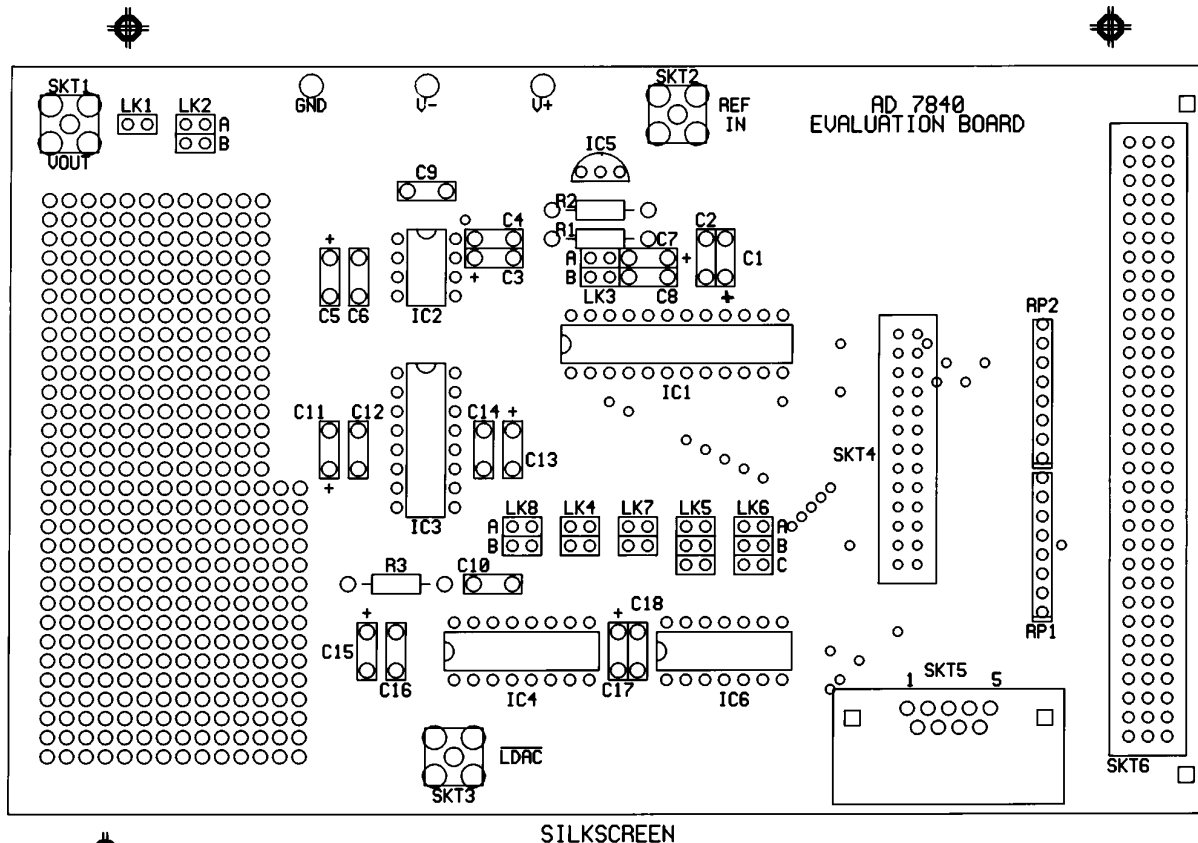 SKT1
LK1
LK2
A
B
VOUT
GND
V-
V+
SKT2
REF
IN
AD 7840
EVALUATION BOARD
IC5
C9
R2
R1
C4
C3
+
C7
C2
C1
+
+
A
B
LK3
C8
+
C5
C6
IC2
IC1
RP2
C11
C12
+
C14
+
C13
IC3
SKT4
LK8
LK4
LK7
LK5
LK6
A
B
A
B
C
R3
C10
+
C15
C16
IC4
+
C18
C17
IC6
RP1
SKT5
1
5
LDAC
SKT3
SKT6
SILKSCREEN